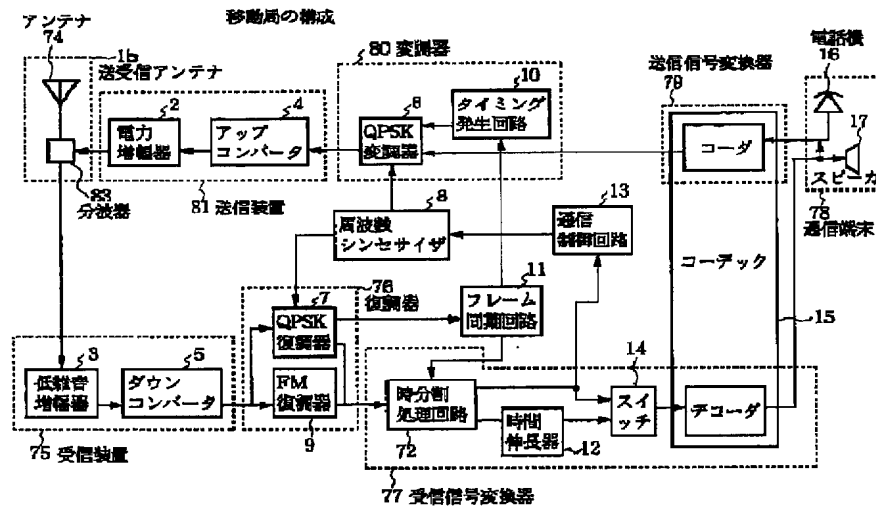 移動局の構成
アンテナ
74
1b
送受信アンテナ
2
電力
増幅器
4
アップ
コンバータ
81 送信装置
83
分波器
80 変調器
6
QPSK
変調器
10
タイミング
発生回路
送信信号変換器
79
コーダ
電話機
16
17
スピーカ
78
通信端末
8
周波数
シンセサイザ
13
通信
制御回路
コーデック
15
76
復調器
7
QPSK
復調器
11
フレーム
同期回路
3
低雑音
増幅器
5
ダウン
コンバータ
75 受信装置
FM
復調器
9
時分割
処理回路
72
時間
伸長器
12
14
スイ
ッチ
デコーダ
77 受信信号変換器